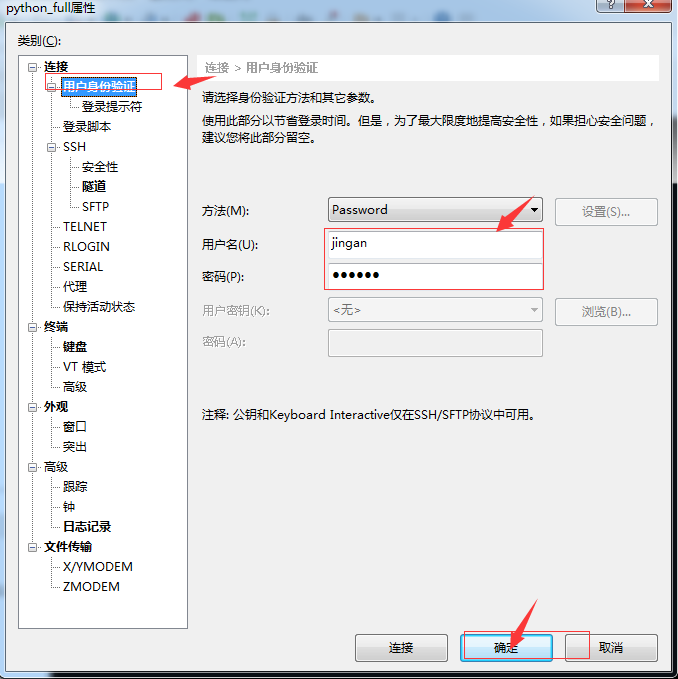 python_full属性
类别(C):
连接
用户身份验证
登录提示符
登录脚本
SSH
安全性
隧道
SFTP
TELNET
RLOGIN
SERIAL
代理
保持活动状态
终端
键盘
VT 模式
高级
外观
窗口
突出
高级
跟踪
钟
日志记录
文件传输
X/YMODEM
ZMODEM
连接 > 用户身份验证
请选择身份验证方法和其它参数。
使用此部分以节省登录时间。但是，为了最大限度地提高安全性，如果担心安全问题，
建议您将此部分留空。
方法(M):
Password
设置(S)...
用户名(U):
jingan
密码(P):
●●●●●●
用户密钥(K):
<无>
浏览(B)...
密码(A):
注释: 公钥和Keyboard Interactive仅在SSH/SFTP协议中可用。
连接
确定
取消